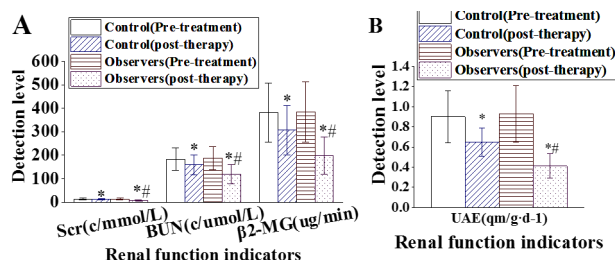 A
Control(Pre-treatment)
Control(post-therapy)
Observers(Pre-treatment)
Observers(post-therapy)
Detection level
600
500
400
300
200
100
0
*
*#
*
*#
*
*#
Scr(c/mmol/L)
BUN(c/umol/L)
β2-MG(ug/min)
Renal function indicators
B
Control(Pre-treatment)
Control(post-therapy)
Observers(Pre-treatment)
Observers(post-therapy)
Detection level
1.4
1.2
1.0
0.8
0.6
0.4
0.2
0.0
*
*#
UAE(qm/g·d-1)
Renal function indicators